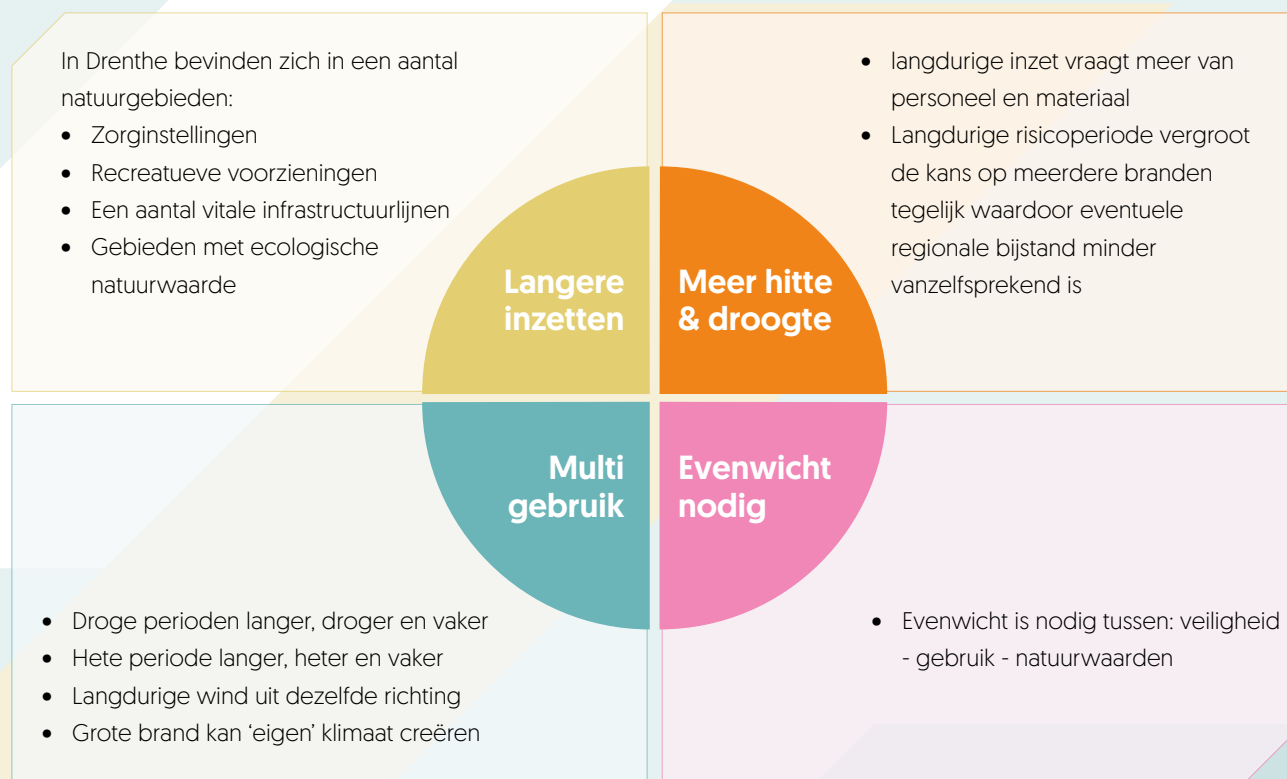 In Drenthe bevinden zich in een aantal
natuurgebieden:
• Zorginstellingen
• Recreatueve voorzieningen
• Een aantal vitale infrastructuurlijnen
• Gebieden met ecologische
natuurwaarde
Langere
inzetten
• langdurige inzet vraagt meer van
personeel en materiaal
• Langdurige risicoperiode vergroot
de kans op meerdere branden
tegelijk waardoor eventuele
regionale bijstand minder
vanzelfsprekend is
Meer hitte
& droogte
Multi
gebruik
• Droge perioden langer, droger en vaker
• Hete periode langer, heter en vaker
• Langdurige wind uit dezelfde richting
• Grote brand kan ‘eigen’ klimaat creëren
Evenwicht
nodig
• Evenwicht is nodig tussen: veiligheid
- gebruik - natuurwaarden